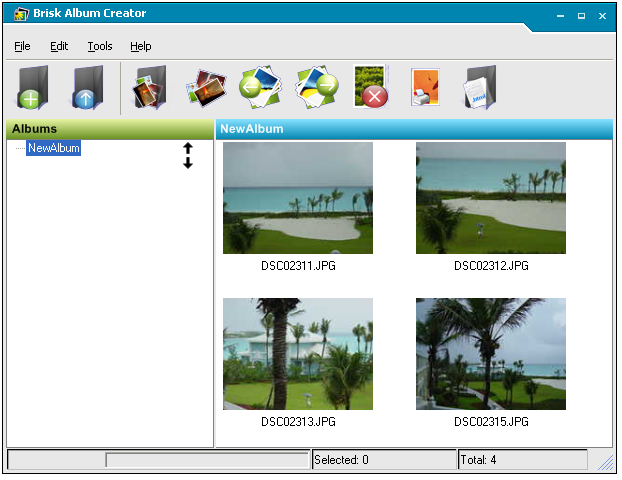 Brisk Album Creator
File Edit Tools Help
.html
Albums
NewAlbum
NewAlbum
DSC02311.JPG DSC02312.JPG
DSC02313.JPG DSC02315.JPG
Selected: 0 Total: 4